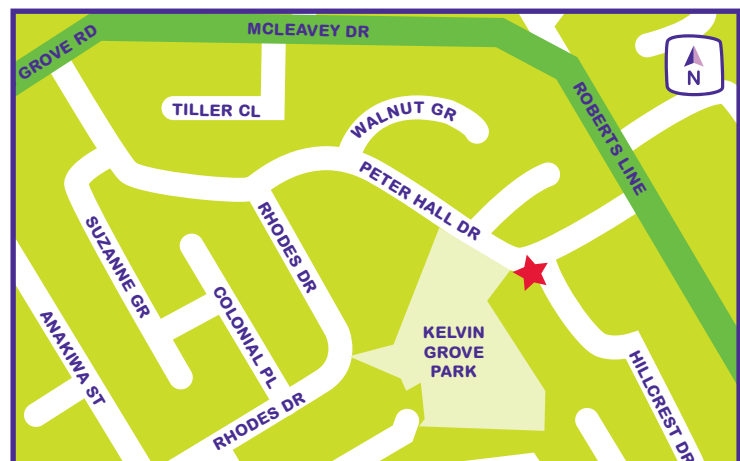 GROVE RD
MCLEAVEY DR
N
TILLER CL
WALNUT GR
ROBERTS LINE
PETER HALL DR
SUZANNE GR
RHODES DR
COLONIAL PL
ANAKIWA ST
KELVIN
GROVE
PARK
HILLCREST DR
RHODES DR